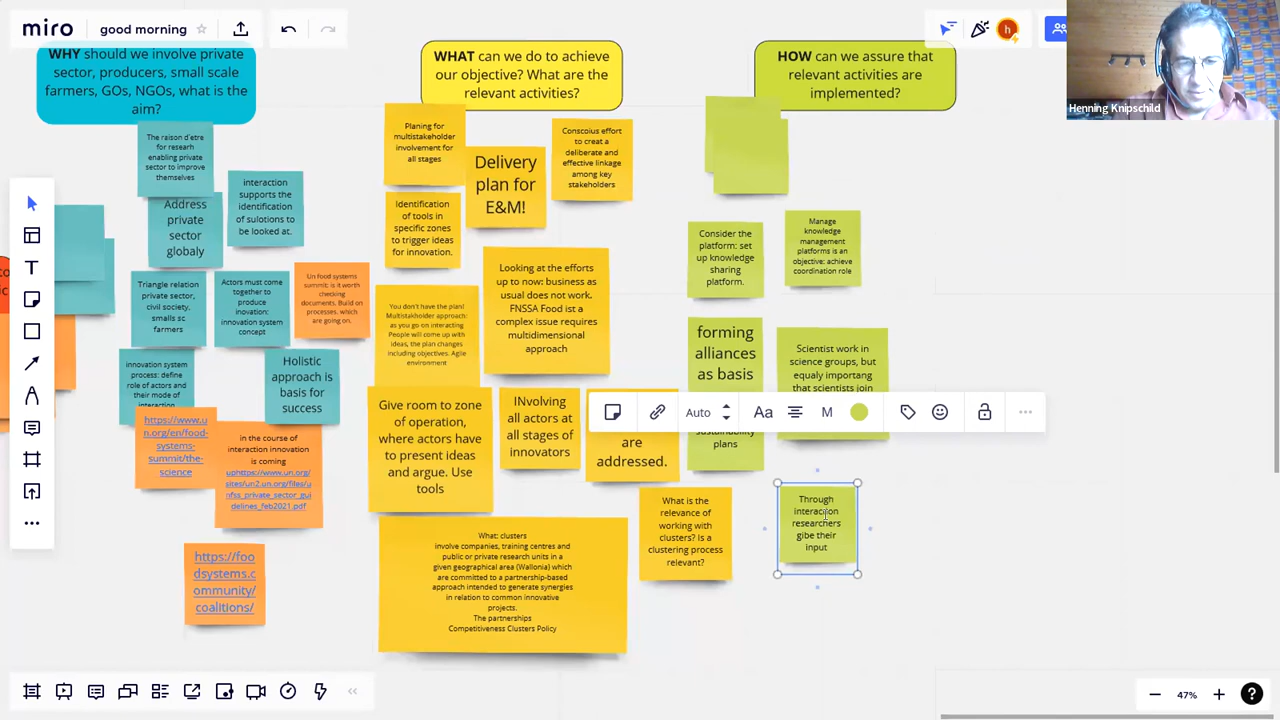 miro
good morning
h
Henning Knipschild
WHY should we involve private
sector, producers, small scale
farmers, GOs, NGOs, what is the
aim?
The raison d'etre
for researh
enabling private
sector to improve
themselves
interaction
supports the
identification
of sulotions to
be looked at.
Address
private
sector
globaly
Triangle relation
private sector,
civil society,
smalls sc
farmers
Actors must come
together to
produce
inovation:
innovation system
concept
Un food systems
summit: is it worth
checking
documents. Build on
processes. which
are going on.
innovation system
process: define
role of actors and
their mode of
interaction
Holistic
approach is
basis for
success
https://www.u
n.org/en/food-
systems-
summit/the-
science
in the course of
interaction innovation
is coming
uphttps://www.un.org/
sites/un2.un.org/files/u
nfss_private_sector_gui
delines_feb2021.pdf
https://foo
dsystems.c
ommunity/
coalitions/
WHAT can we do to achieve
our objective? What are the
relevant activities?
Planing for
multistakeholder
involvement for
all stages
Delivery
plan for
E&M!
Conscoius effort
to creat a
deliberate and
effective linkage
among key
stakeholders
Identification
of tools in
specific zones
to trigger ideas
for innovation.
Looking at the efforts
up to now: business as
usual does not work.
FNSSA Food ist a
complex issue requires
multidimensional
approach
You don't have the plan!
Multistakholder approach:
as you go on interacting
People will come up with
ideas, the plan changes
including objectives. Agile
environment
Give room to zone
of operation,
where actors have
to present ideas
and argue. Use
tools
INvolving
all actors at
all stages of
innovators
are
addressed.
What is the
relevance of
working with
clusters? Is a
clustering process
relevant?
What: clusters
involve companies, training centres and
public or private research units in a
given geographical area (Wallonia) which
are committed to a partnership-based
approach intended to generate synergies
in relation to common innovative
projects.
The partnerships
Competitiveness Clusters Policy
HOW can we assure that
relevant activities are
implemented?
Consider the
platform: set
up knowledge
sharing
platform.
Manage
knowledge
management
platforms is an
objective: achieve
coordination role
forming
alliances
as basis
Scientist work in
science groups, but
equaly importang
that scientists join
Auto
Aa
M
sustainability
plans
Through
interaction
researchers
gibe their
input
T
47%
?